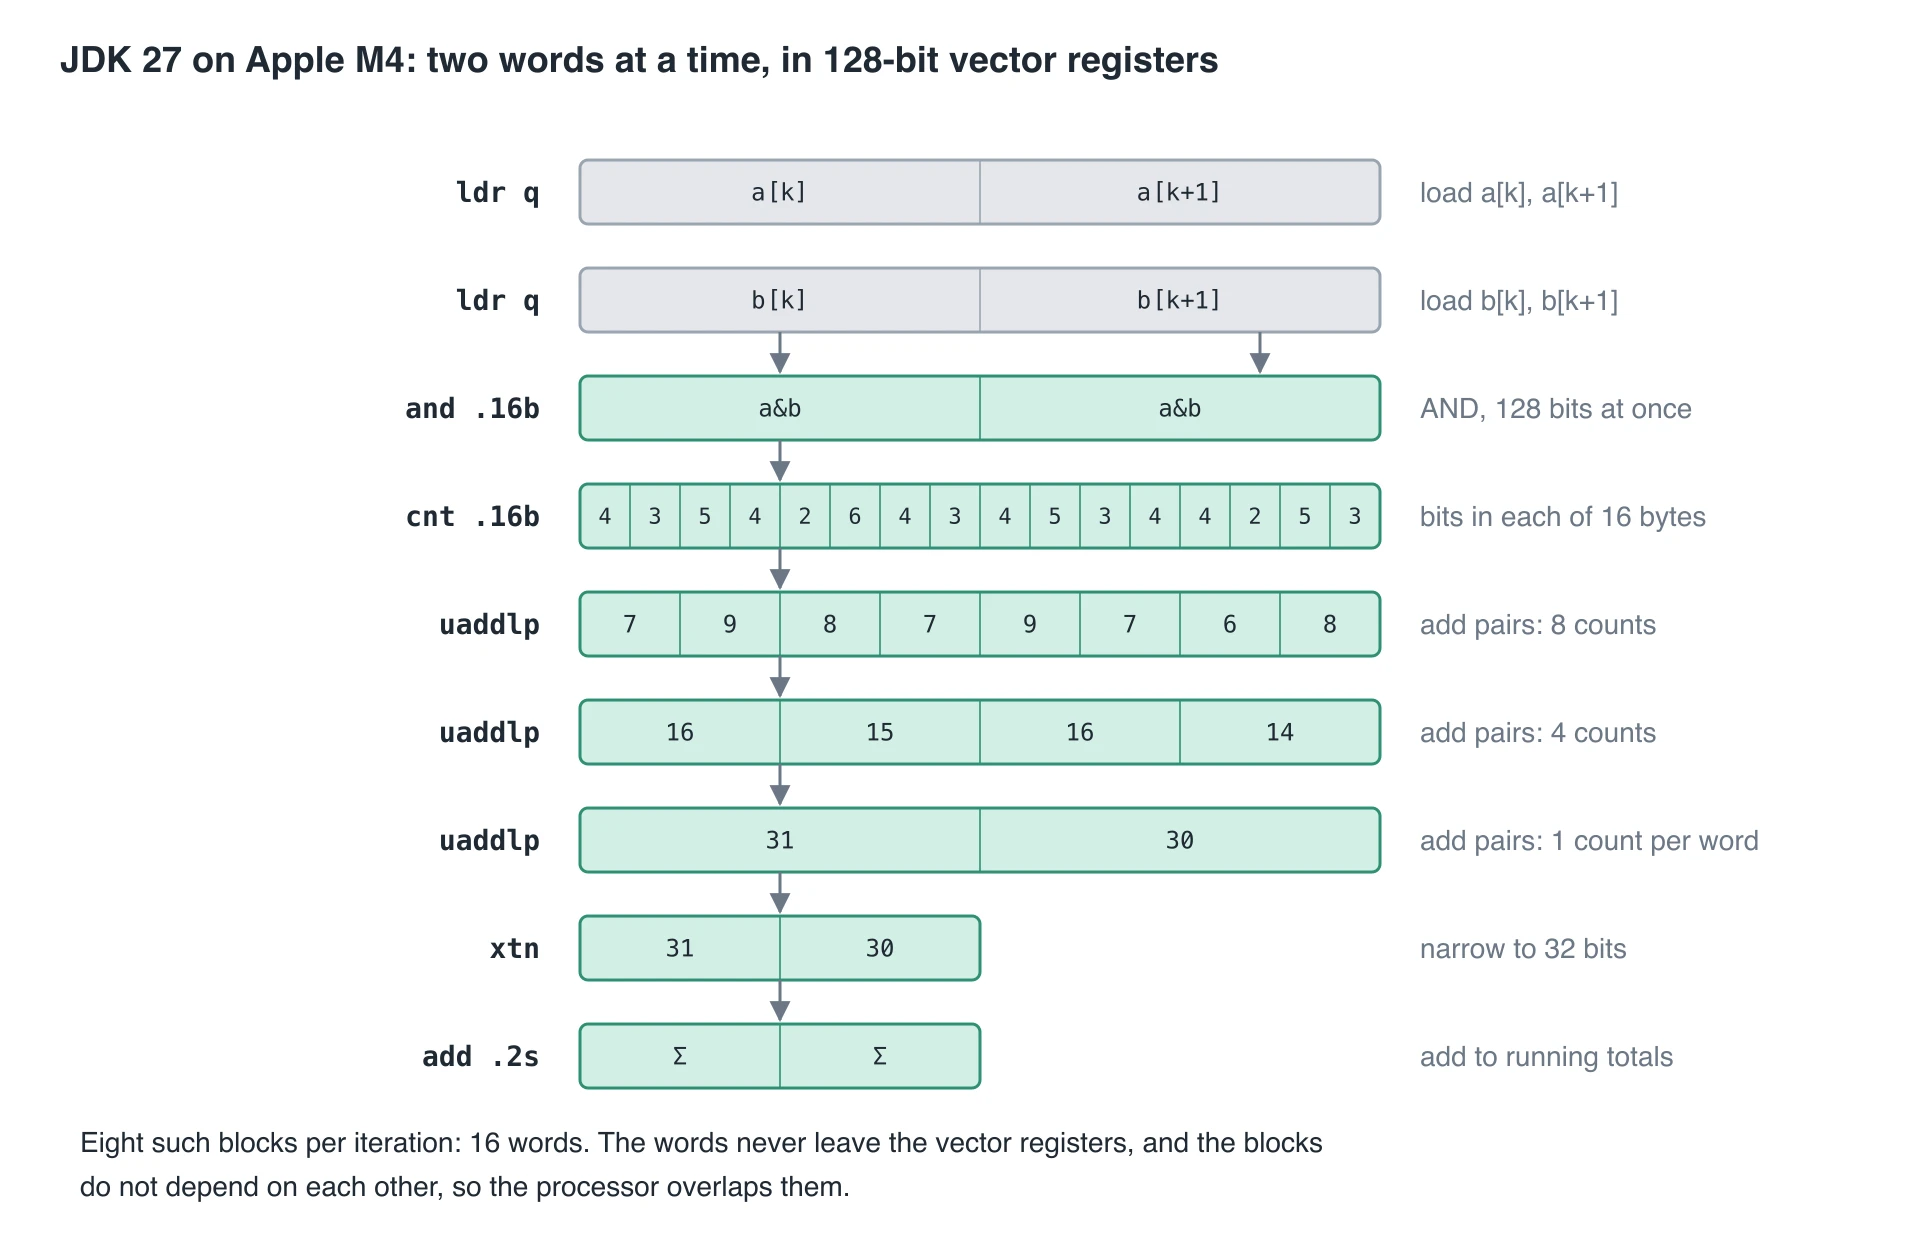 JDK 27 on Apple M4: two words at a time, in 128-bit vector registers
ldr q a[k] a[k+1] load a[k], a[k+1]
ldr q b[k] b[k+1] load b[k], b[k+1]
and .16b a&b a&b AND, 128 bits at once
cnt .16b 4 3 5 4 2 6 4 3 4 5 3 4 4 2 5 3 bits in each of 16 bytes
uaddlp 7 9 8 7 9 7 6 8 add pairs: 8 counts
uaddlp 16 15 16 14 add pairs: 4 counts
uaddlp 31 30 add pairs: 1 count per word
xtn 31 30 narrow to 32 bits
add .2s Σ Σ add to running totals
Eight such blocks per iteration: 16 words. The words never leave the vector registers, and the blocks
do not depend on each other, so the processor overlaps them.